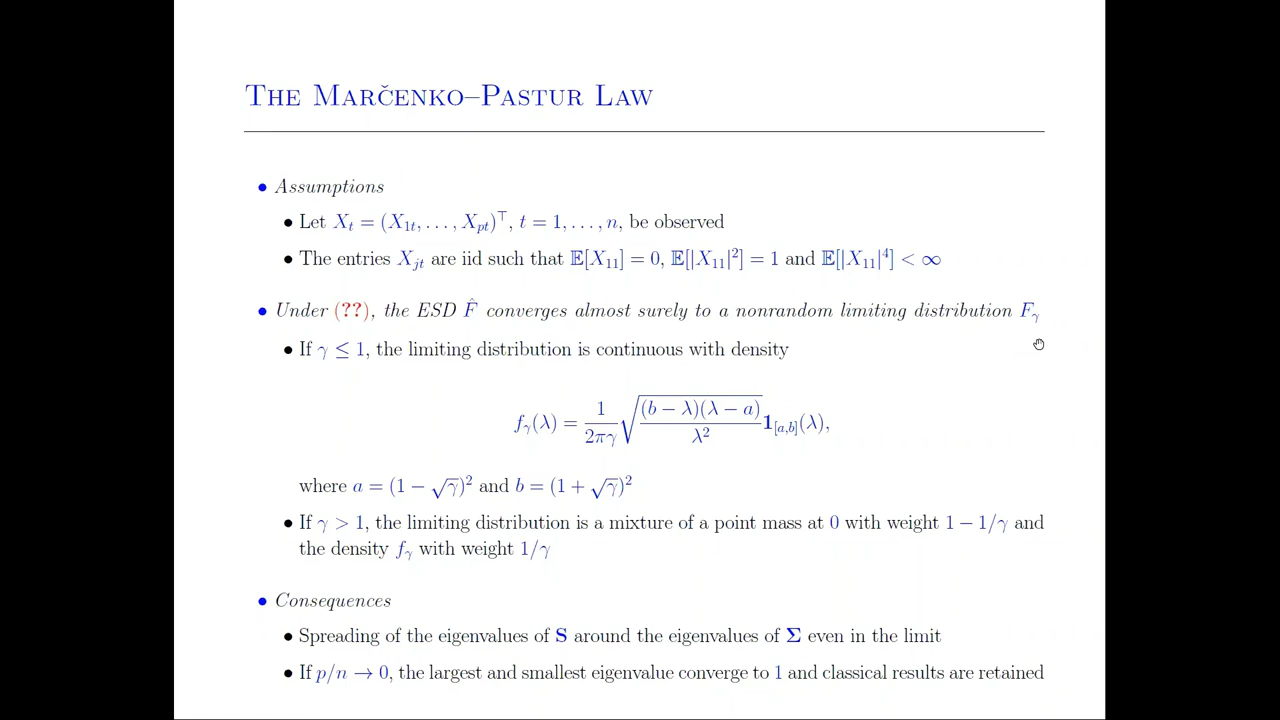 The Marčenko–Pastur Law
• Assumptions
• Let X_t = (X_{1t}, …, X_{pt})^⊤, t = 1, …, n, be observed
• The entries X_{jt} are iid such that 𝔼[X_{11}] = 0, 𝔼[|X_{11}|^2] = 1 and 𝔼[|X_{11}|^4] < ∞
• Under (??), the ESD F̂ converges almost surely to a nonrandom limiting distribution F_γ
• If γ ≤ 1, the limiting distribution is continuous with density
f_γ(λ) = \frac{1}{2πγ} \sqrt{\frac{(b − λ)(λ − a)}{λ^2}} 𝟏_{[a,b]}(λ),
where a = (1 − √γ)^2 and b = (1 + √γ)^2
• If γ > 1, the limiting distribution is a mixture of a point mass at 0 with weight 1 − 1/γ and
the density f_γ with weight 1/γ
• Consequences
• Spreading of the eigenvalues of S around the eigenvalues of Σ even in the limit
• If p/n → 0, the largest and smallest eigenvalue converge to 1 and classical results are retained